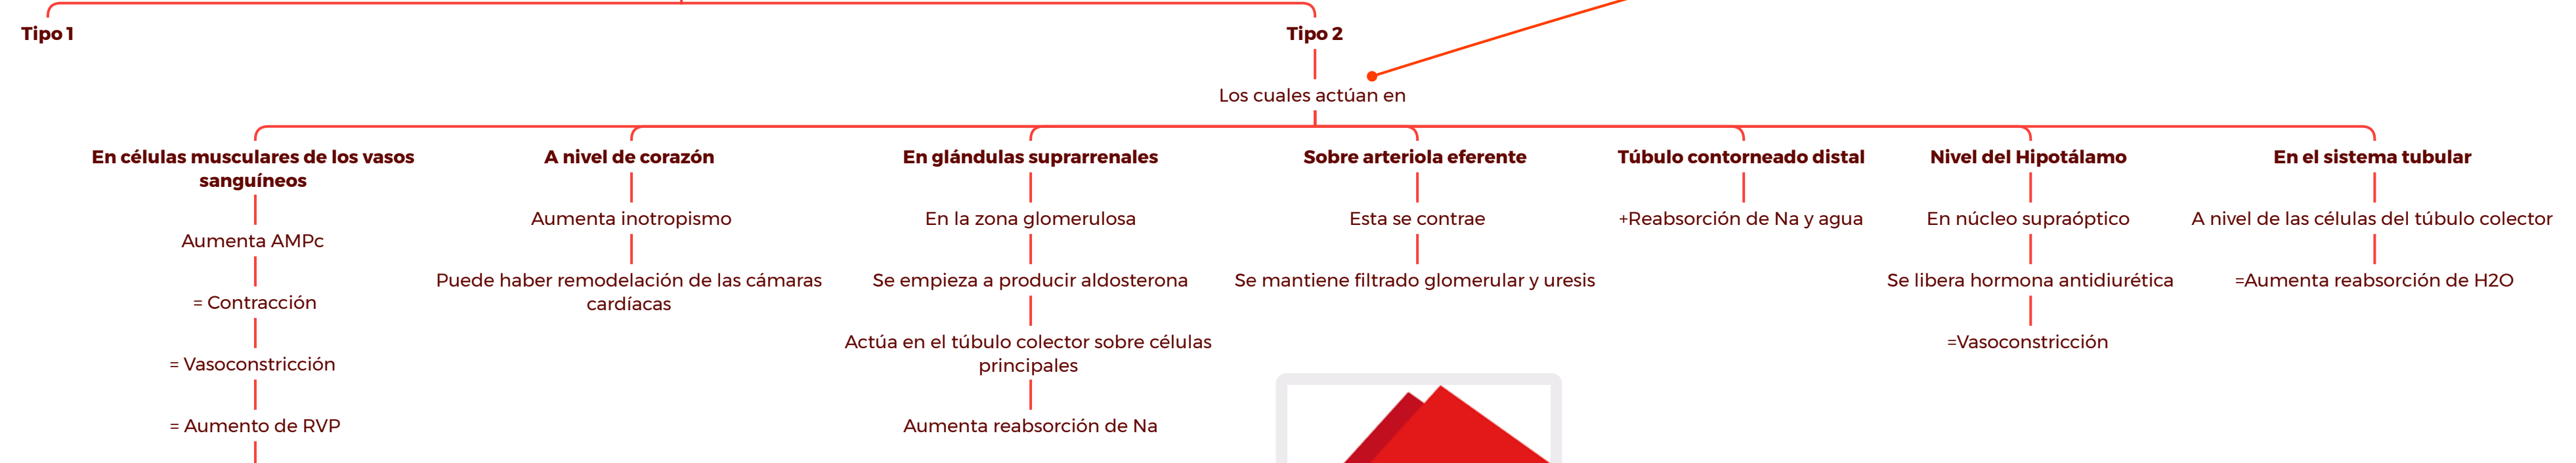 Tipo 1
Tipo 2
Los cuales actúan en
En células musculares de los vasos
sanguíneos
Aumenta AMPc
= Contracción
= Vasoconstricción
= Aumento de RVP
A nivel de corazón
Aumenta inotropismo
Puede haber remodelación de las cámaras
cardíacas
En glándulas suprarrenales
En la zona glomerulosa
Se empieza a producir aldosterona
Actúa en el túbulo colector sobre células
principales
Aumenta reabsorción de Na
Sobre arteriola eferente
Esta se contrae
Se mantiene filtrado glomerular y uresis
Túbulo contorneado distal
+Reabsorción de Na y agua
Nivel del Hipotálamo
En núcleo supraóptico
Se libera hormona antidiurética
=Vasoconstricción
En el sistema tubular
A nivel de las células del túbulo colector
=Aumenta reabsorción de H2O